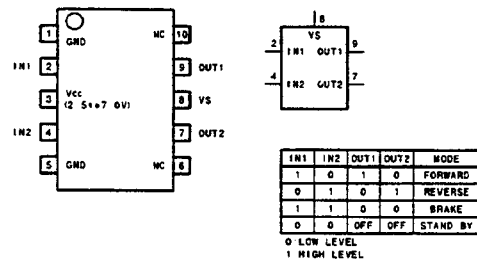 1 GND NC 10
IN1 2 9 OUT1
3 Vcc (2 5to7 0V) 8 VS
IN2 4 7 OUT2
5 GND NC 6
8
VS
2 IN1 OUT1 9
4 IN2 OUT2 7
IN1 IN2 OUT1 OUT2 MODE
1 0 1 0 FORWARD
0 1 0 1 REVERSE
1 1 0 0 BRAKE
0 0 OFF OFF STAND BY
0 LOW LEVEL
1 HIGH LEVEL